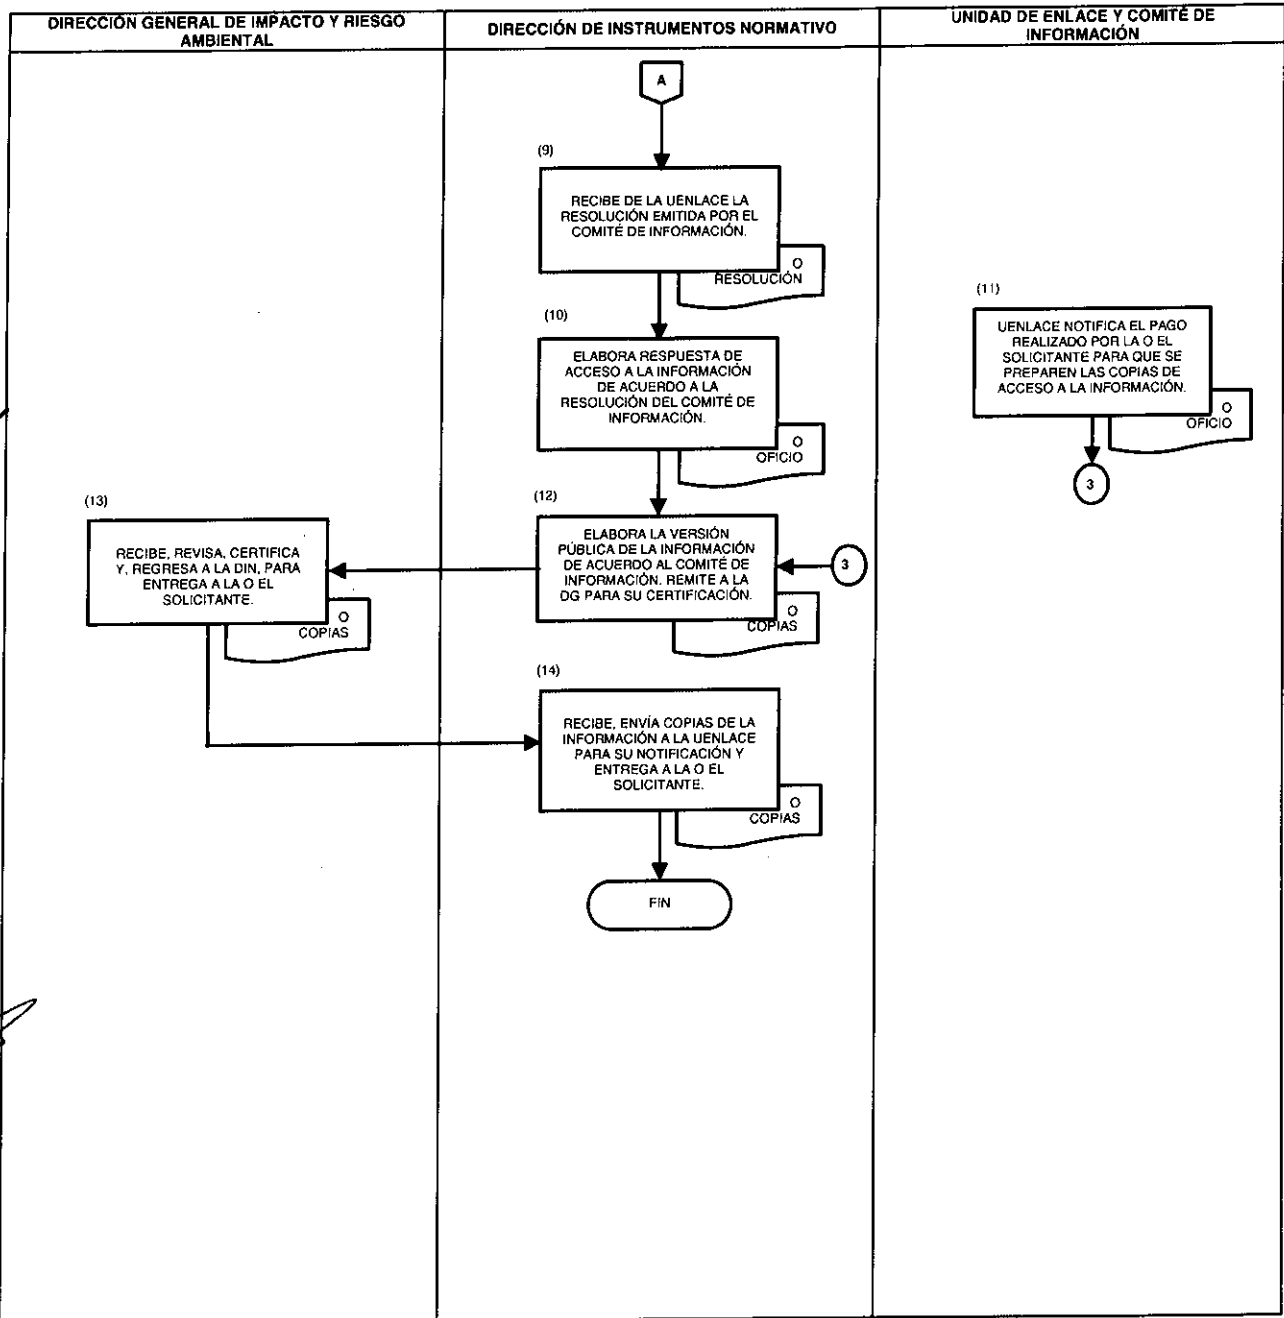 DIRECCIÓN GENERAL DE IMPACTO Y RIESGO
AMBIENTAL
DIRECCIÓN DE INSTRUMENTOS NORMATIVO
UNIDAD DE ENLACE Y COMITÉ DE
INFORMACIÓN
A
(9)
RECIBE DE LA UENLACE LA
RESOLUCIÓN EMITIDA POR EL
COMITÉ DE INFORMACIÓN.
O
RESOLUCIÓN
(10)
ELABORA RESPUESTA DE
ACCESO A LA INFORMACIÓN
DE ACUERDO A LA
RESOLUCIÓN DEL COMITÉ DE
INFORMACIÓN.
O
OFICIO
(11)
UENLACE NOTIFICA EL PAGO
REALIZADO POR LA O EL
SOLICITANTE PARA QUE SE
PREPAREN LAS COPIAS DE
ACCESO A LA INFORMACIÓN.
O
OFICIO
3
(12)
ELABORA LA VERSIÓN
PÚBLICA DE LA INFORMACIÓN
DE ACUERDO AL COMITÉ DE
INFORMACIÓN. REMITE A LA
DG PARA SU CERTIFICACIÓN.
O
COPIAS
3
(13)
RECIBE, REVISA, CERTIFICA
Y, REGRESA A LA DIN, PARA
ENTREGA A LA O EL
SOLICITANTE.
O
COPIAS
(14)
RECIBE, ENVÍA COPIAS DE LA
INFORMACIÓN A LA UENLACE
PARA SU NOTIFICACIÓN Y
ENTREGA A LA O EL
SOLICITANTE.
O
COPIAS
FIN